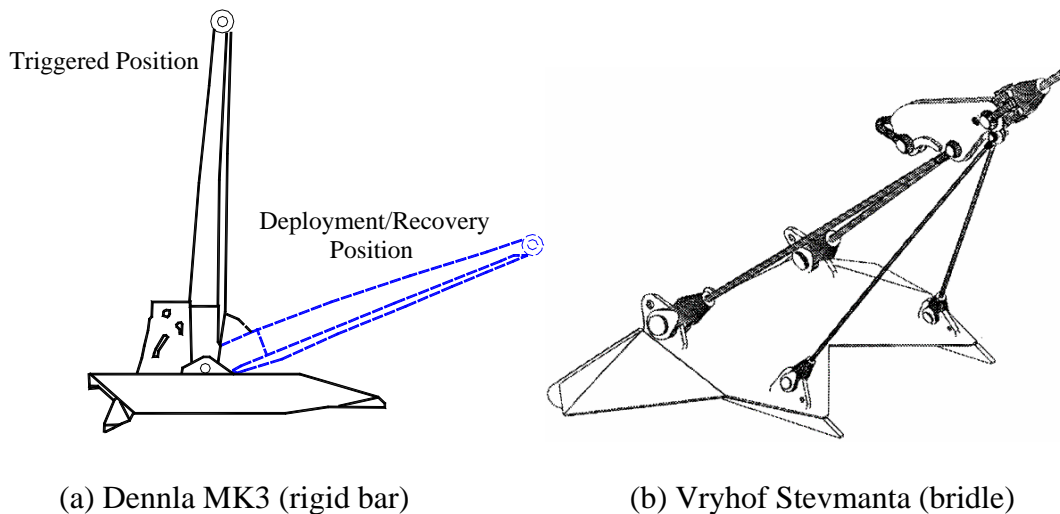 Triggered Position
Deployment/Recovery
Position
(a) Dennla MK3 (rigid bar)
(b) Vryhof Stevmanta (bridle)